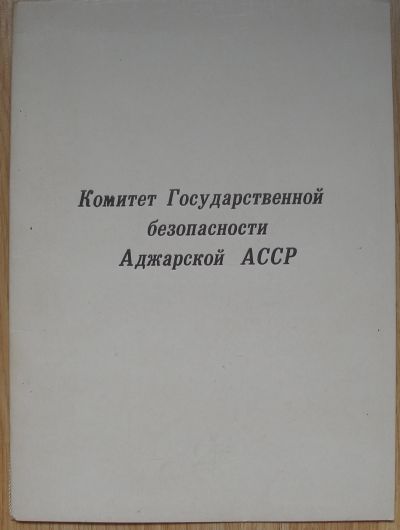 Комитет Государственной
безопасности
Аджарской АССР